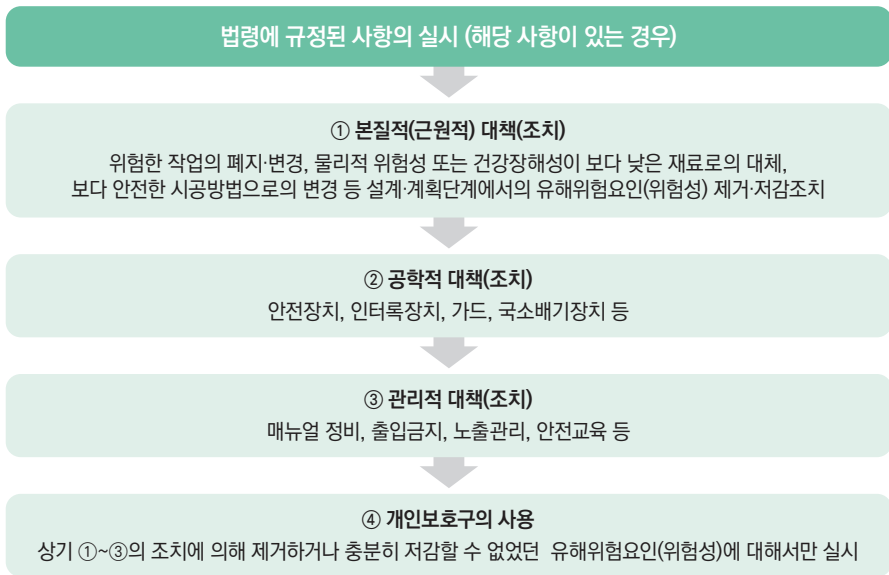 법령에 규정된 사항의 실시 (해당 사항이 있는 경우)
① 본질적(근원적) 대책(조치)
위험한 작업의 폐지·변경, 물리적 위험성 또는 건강장해성이 보다 낮은 재료로의 대체,
보다 안전한 시공방법으로의 변경 등 설계·계획단계에서의 유해위험요인(위험성) 제거·저감조치
② 공학적 대책(조치)
안전장치, 인터록장치, 가드, 국소배기장치 등
③ 관리적 대책(조치)
매뉴얼 정비, 출입금지, 노출관리, 안전교육 등
④ 개인보호구의 사용
상기 ①~③의 조치에 의해 제거하거나 충분히 저감할 수 없었던 유해위험요인(위험성)에 대해서만 실시